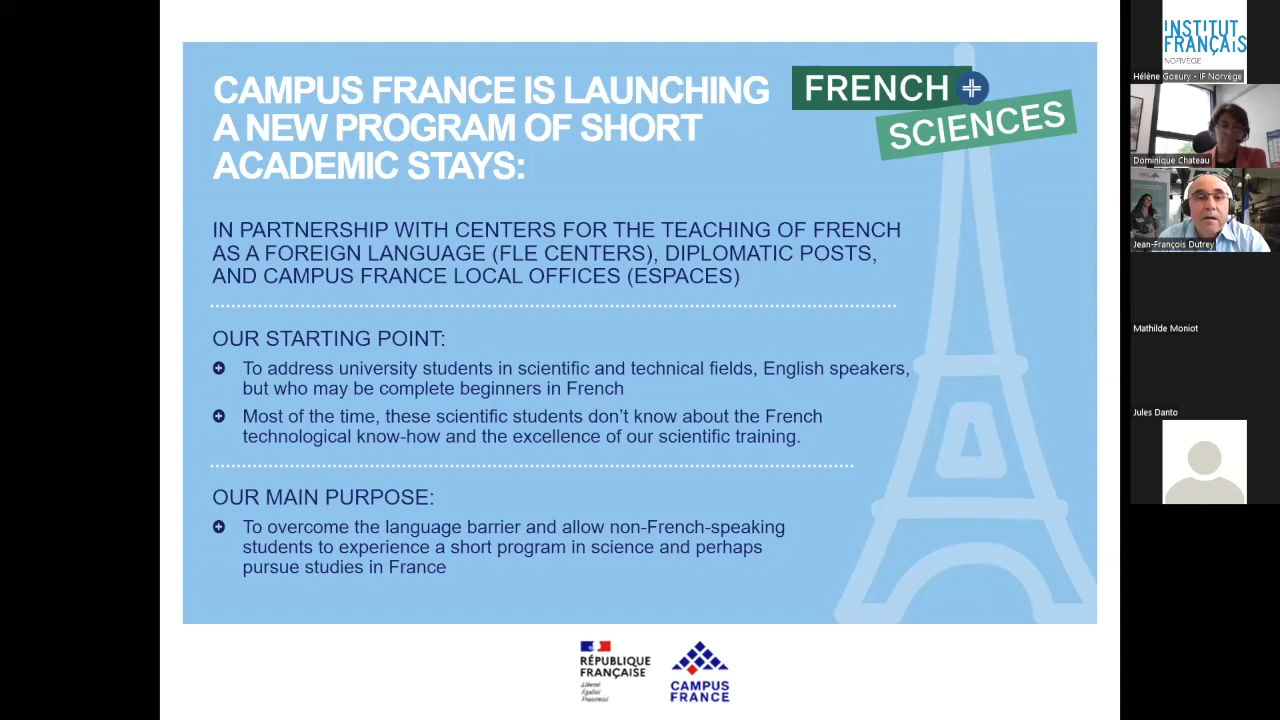 CAMPUS FRANCE IS LAUNCHING
A NEW PROGRAM OF SHORT
ACADEMIC STAYS:
FRENCH +
SCIENCES
IN PARTNERSHIP WITH CENTERS FOR THE TEACHING OF FRENCH
AS A FOREIGN LANGUAGE (FLE CENTERS), DIPLOMATIC POSTS,
AND CAMPUS FRANCE LOCAL OFFICES (ESPACES)
OUR STARTING POINT:
To address university students in scientific and technical fields, English speakers,
but who may be complete beginners in French
Most of the time, these scientific students don't know about the French
technological know-how and the excellence of our scientific training.
OUR MAIN PURPOSE:
To overcome the language barrier and allow non-French-speaking
students to experience a short program in science and perhaps
pursue studies in France
RÉPUBLIQUE
FRANÇAISE
Liberté
Égalité
Fraternité
CAMPUS
FRANCE
INSTITUT
FRANÇAIS
NORVÈGE
Hélène Goeury - IF Norvège
Dominique Chateau
Jean-François Dutrey
Mathilde Moniot
Jules Danto